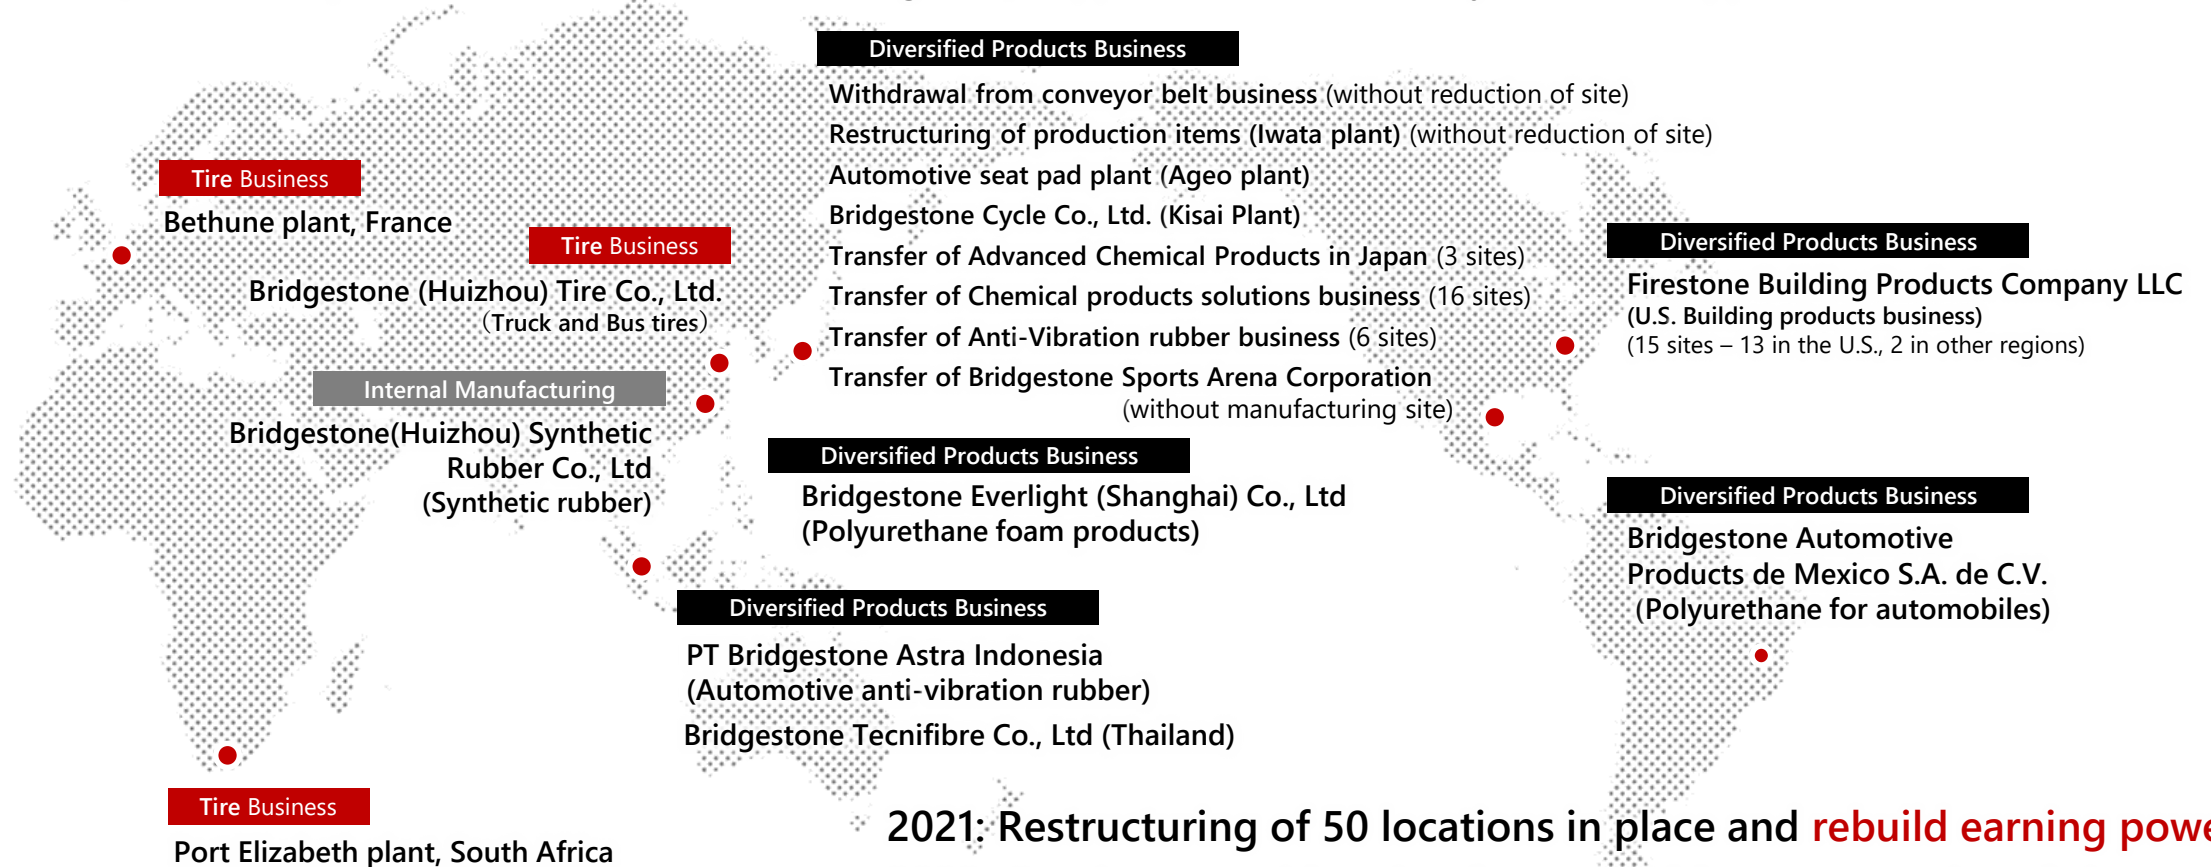 Diversified Products Business
Withdrawal from conveyor belt business (without reduction of site)
Restructuring of production items (Iwata plant) (without reduction of site)
Automotive seat pad plant (Ageo plant)
Bridgestone Cycle Co., Ltd. (Kisai Plant)
Transfer of Advanced Chemical Products in Japan (3 sites)
Transfer of Chemical products solutions business (16 sites)
Transfer of Anti-Vibration rubber business (6 sites)
Transfer of Bridgestone Sports Arena Corporation
(without manufacturing site)
Tire Business
Bethune plant, France
Tire Business
Bridgestone (Huizhou) Tire Co., Ltd.
（Truck and Bus tires）
Internal Manufacturing
Bridgestone(Huizhou) Synthetic
Rubber Co., Ltd
(Synthetic rubber)
Diversified Products Business
Firestone Building Products Company LLC
(U.S. Building products business)
(15 sites – 13 in the U.S., 2 in other regions)
Diversified Products Business
Bridgestone Everlight (Shanghai) Co., Ltd
(Polyurethane foam products)
Diversified Products Business
Bridgestone Automotive
Products de Mexico S.A. de C.V.
(Polyurethane for automobiles)
Diversified Products Business
PT Bridgestone Astra Indonesia
(Automotive anti-vibration rubber)
Bridgestone Tecnifibre Co., Ltd (Thailand)
Tire Business
Port Elizabeth plant, South Africa
2021: Restructuring of 50 locations in place and rebuild earning powe